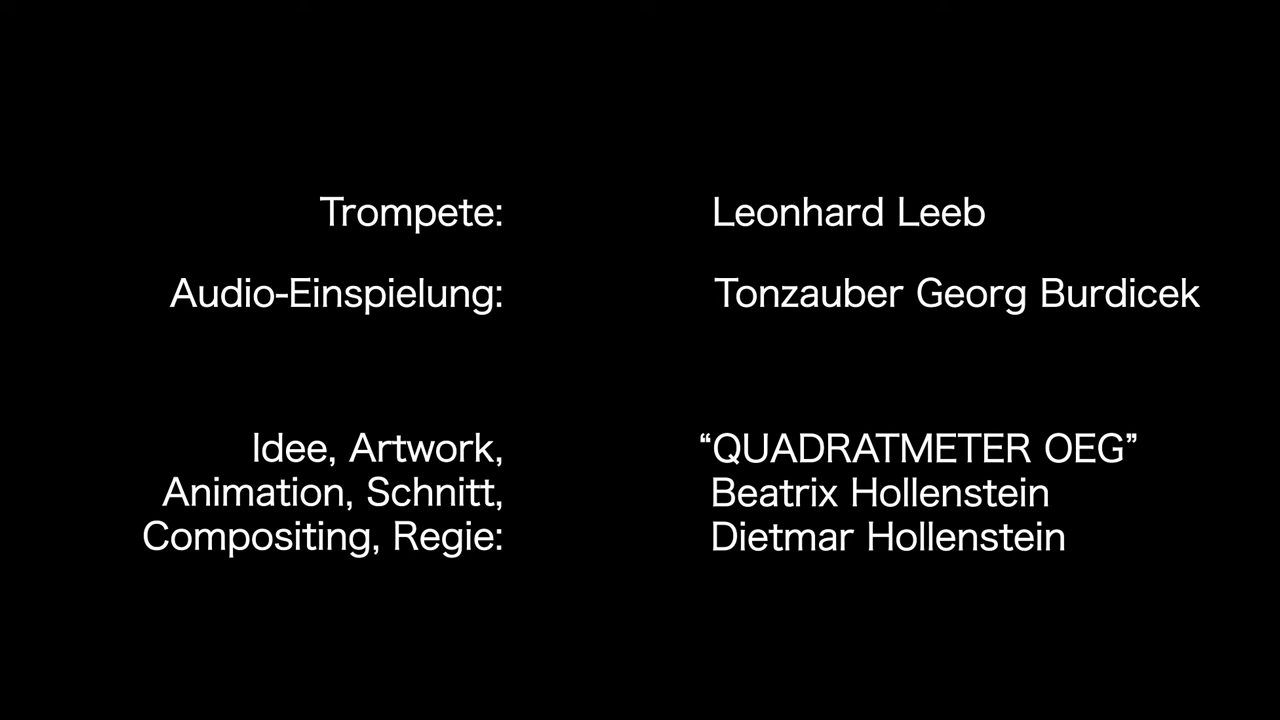 Trompete: Leonhard Leeb
Audio-Einspielung: Tonzauber Georg Burdicek
Idee, Artwork, “QUADRATMETER OEG”
Animation, Schnitt, Beatrix Hollenstein
Compositing, Regie: Dietmar Hollenstein